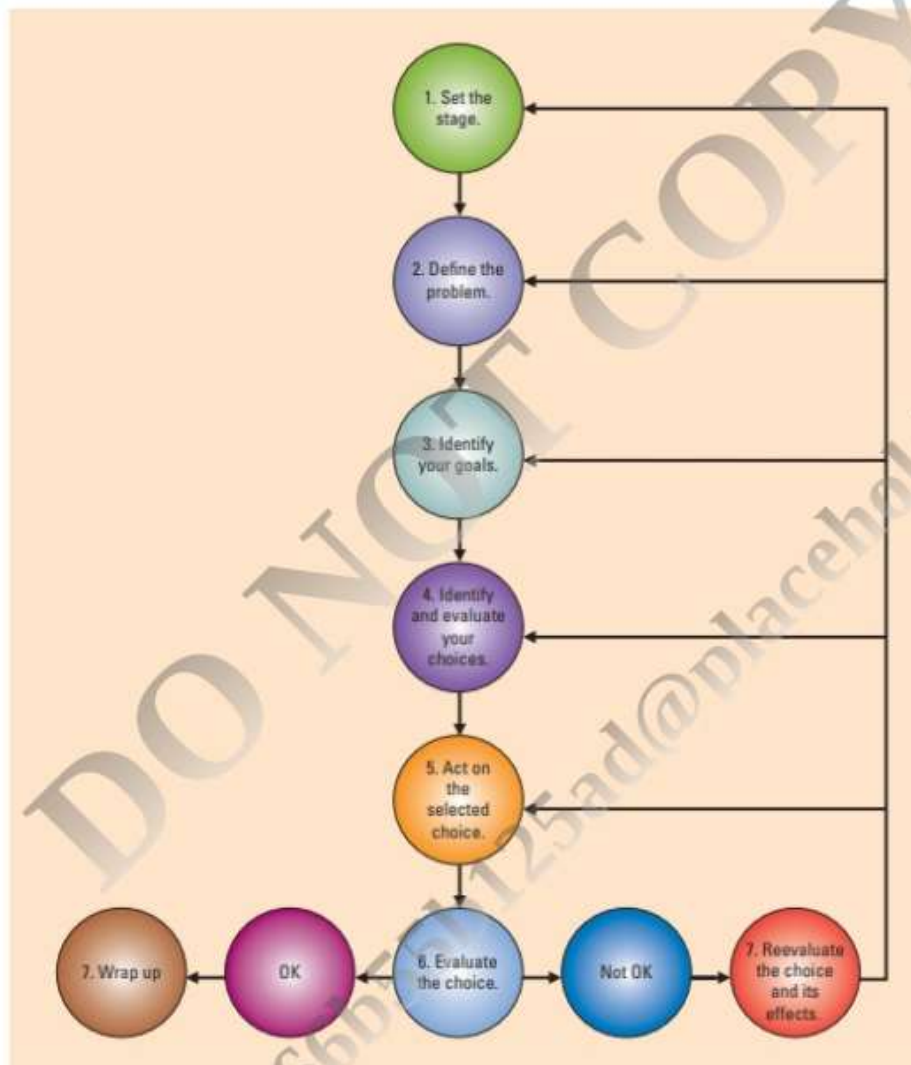 1. Set the
stage.
2. Define the
problem.
3. Identify
your goals.
4. Identify
and evaluate
your
choices.
5. Act on
the
selected
choice.
7. Wrap up
OK
6. Evaluate
the choice.
Not OK
7. Reevaluate
the choice
and its
effects.
DO NOT COPY